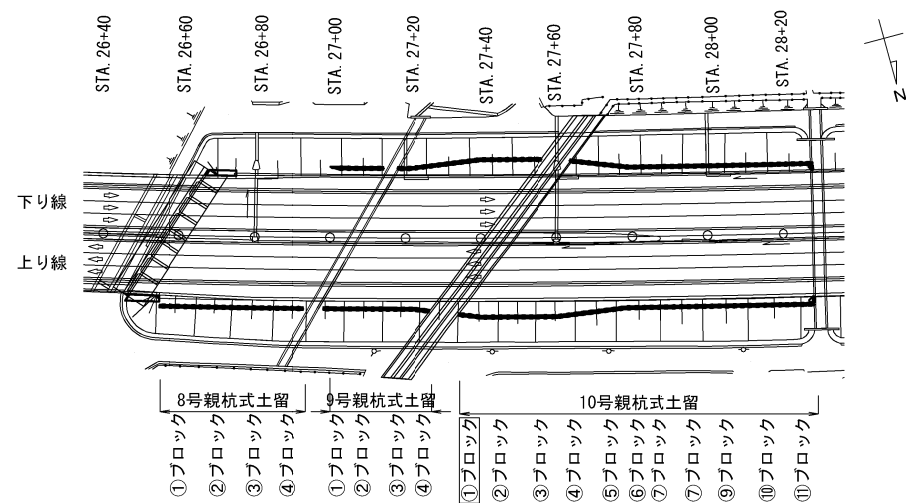 STA. 26+40
STA. 26+60
STA. 26+80
STA. 27+00
STA. 27+20
STA. 27+40
STA. 27+60
STA. 27+80
STA. 28+00
STA. 28+20
N
下り線
上り線
8号親杭式土留
9号親杭式土留
10号親杭式土留
①ブロック
②ブロック
③ブロック
④ブロック
①ブロック
②ブロック
③ブロック
④ブロック
①ブロック
②ブロック
③ブロック
④ブロック
⑤ブロック
⑥ブロック
⑦ブロック
⑦ブロック
⑨ブロック
⑩ブロック
⑪ブロック